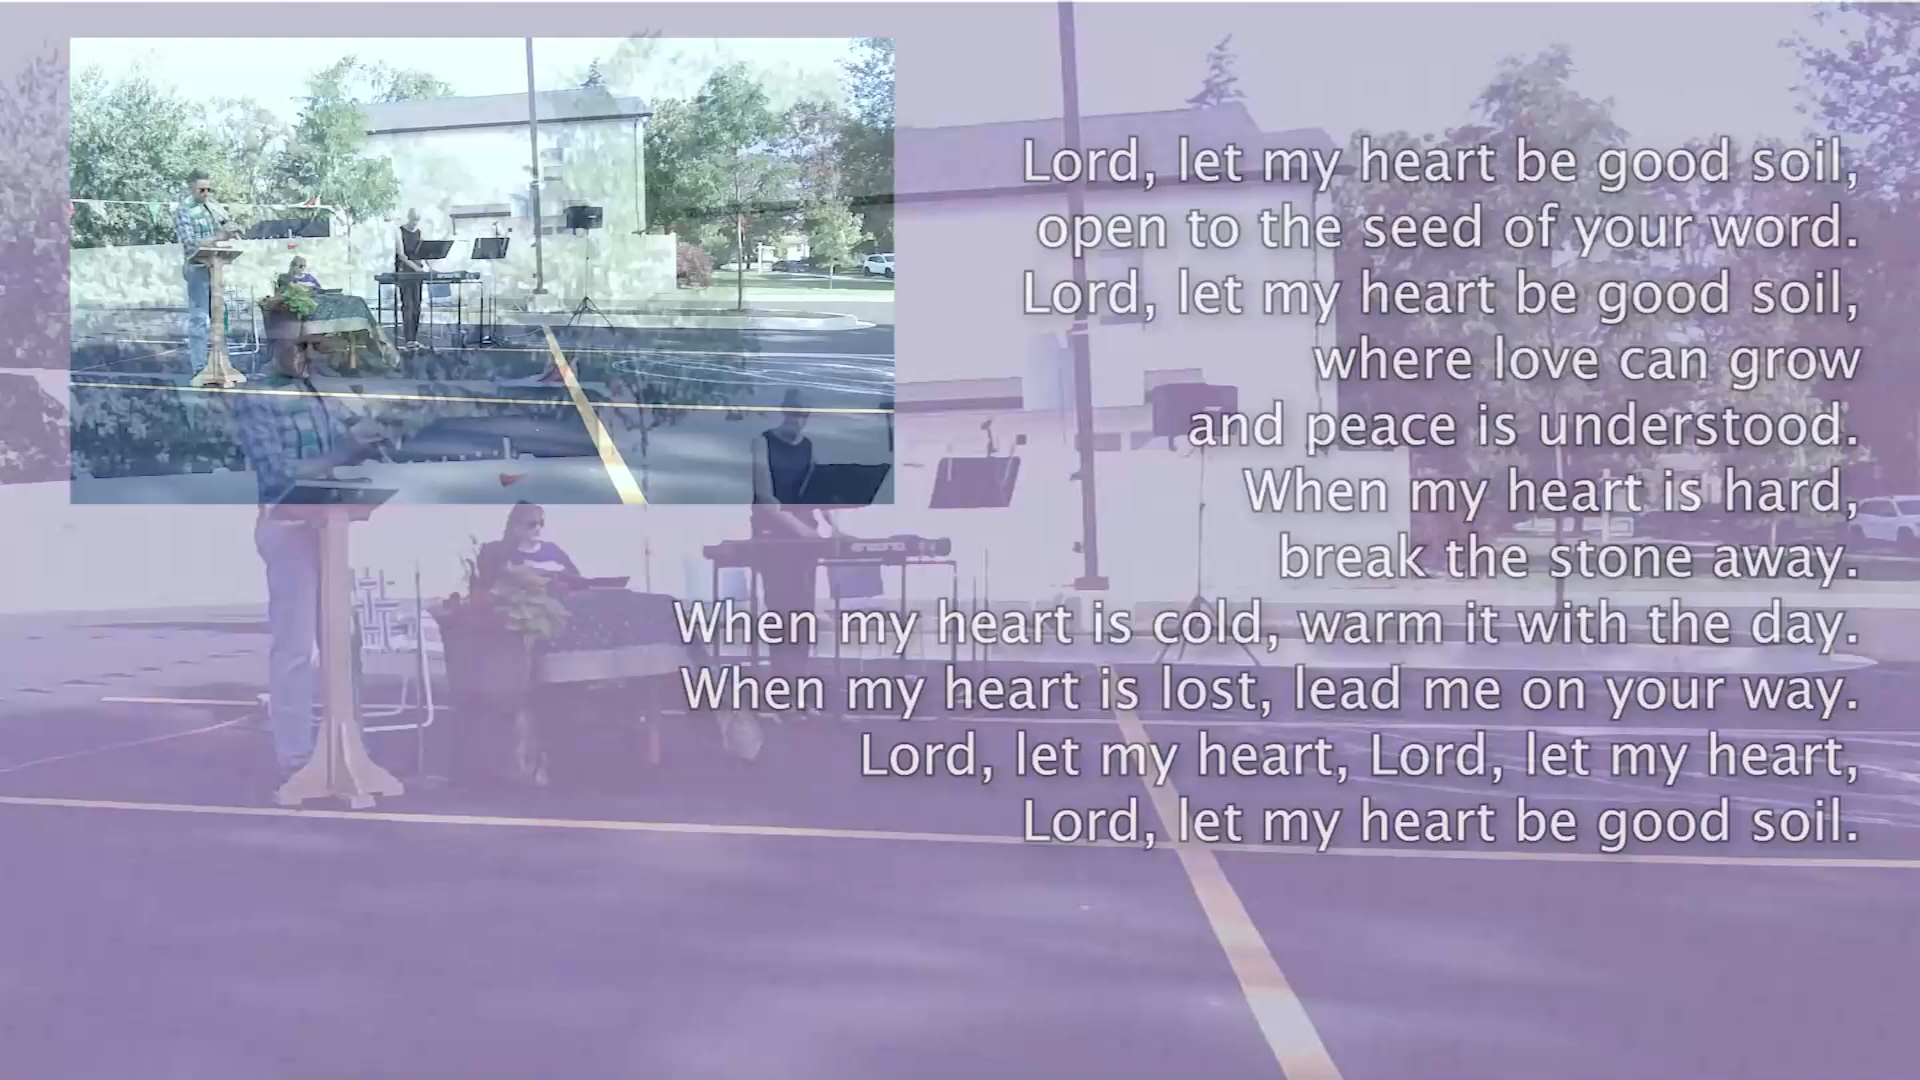 Lord, let my heart be good soil,
open to the seed of your word.
Lord, let my heart be good soil,
where love can grow
and peace is understood.
When my heart is hard,
break the stone away.
When my heart is cold, warm it with the day.
When my heart is lost, lead me on your way.
Lord, let my heart, Lord, let my heart,
Lord, let my heart be good soil.